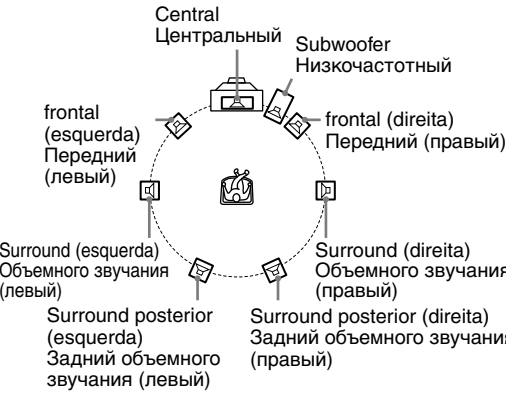 Central
Центральный
Subwoofer
Низкочастотный
frontal
(esquerda)
Передний
(левый)
frontal (direita)
Передний (правый)
Surround (esquerda)
Объемного звучания
(левый)
Surround (direita)
Объемного звучания
(правый)
Surround posterior
(esquerda)
Задний объемного
звучания (левый)
Surround posterior (direita)
Задний объемного звучания
(правый)